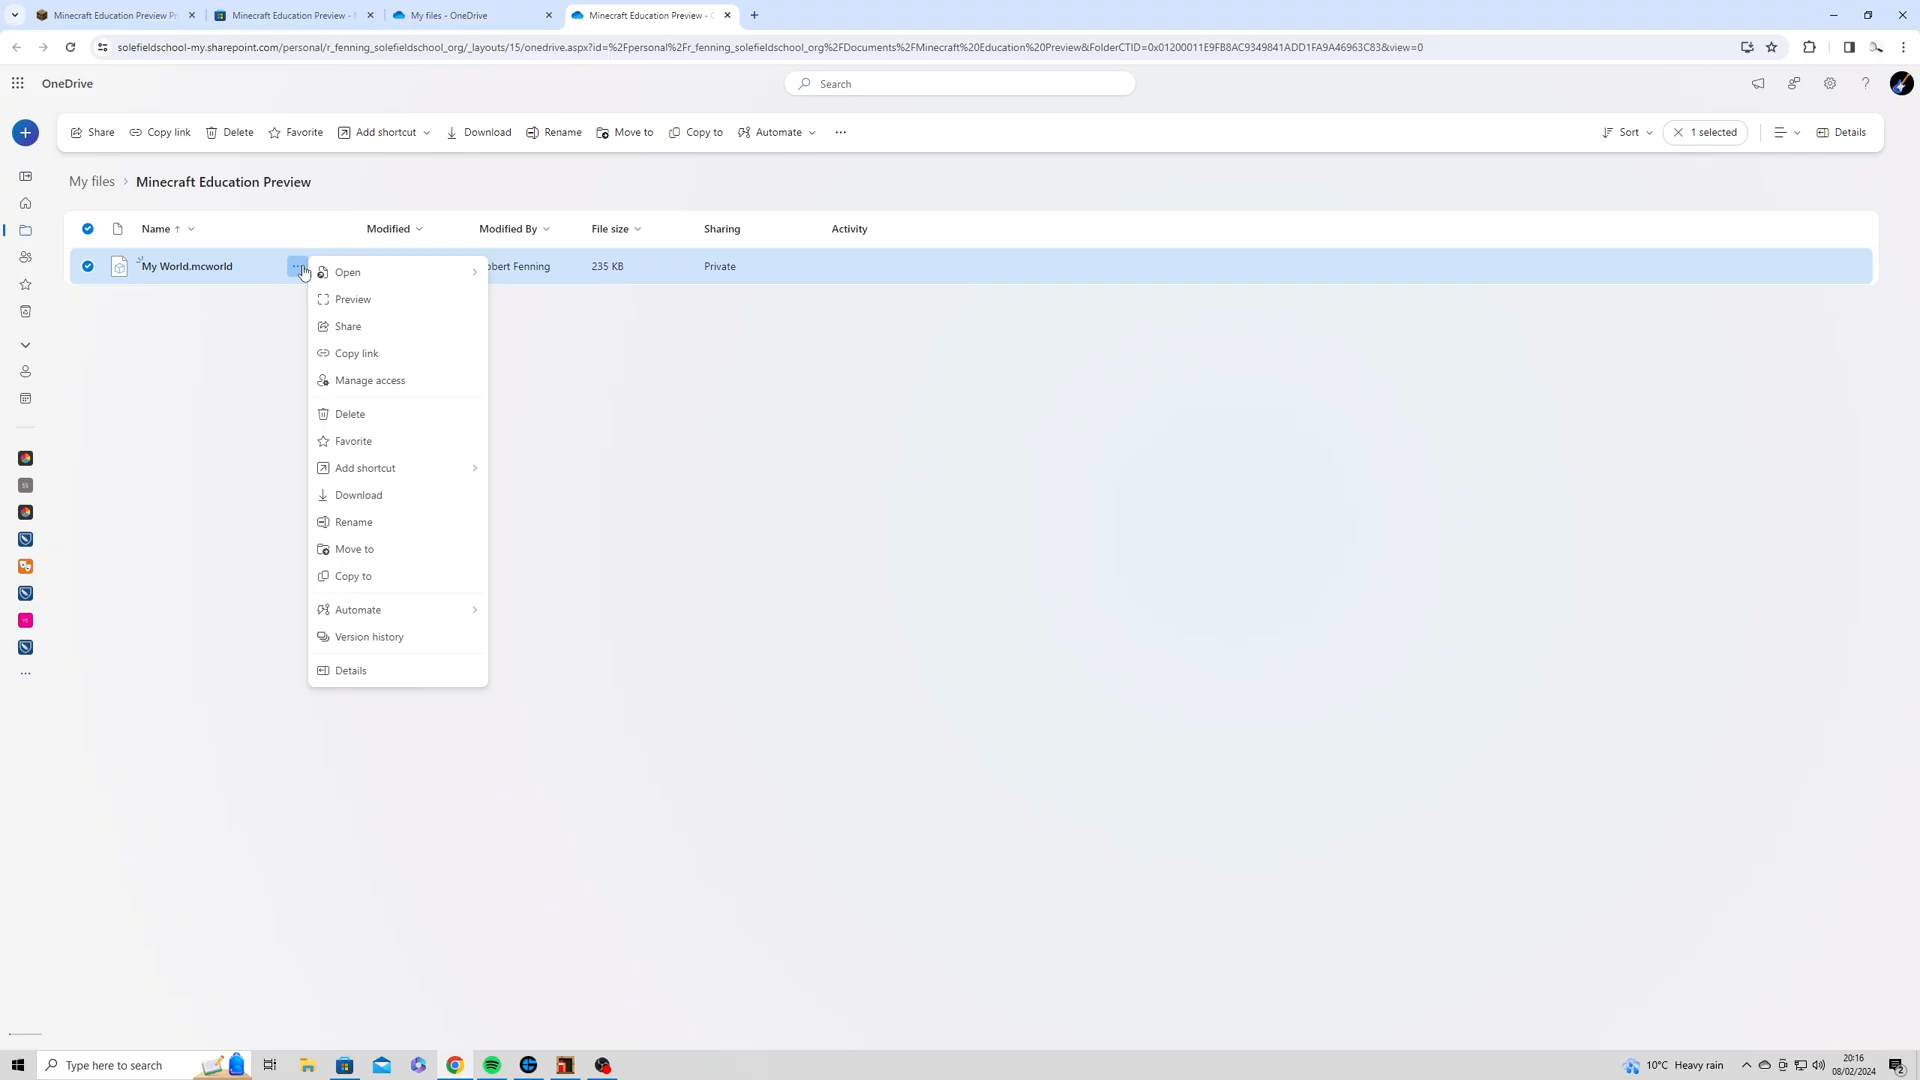 Minecraft Education Preview Pr
Minecraft Education Preview -
My files - OneDrive
Minecraft Education Preview -
solefieldschool-my.sharepoint.com/personal/r_fenning_solefieldschool_org/_layouts/15/onedrive.aspx?id=%2Fpersonal%2Fr_fenning_solefieldschool_org%2FDocuments%2FMinecraft%20Education%20Preview&FolderCTID=0x01200011E9FB8AC9349841ADD1FA9A46963C83&view=0
OneDrive
Search
Share
Copy link
Delete
Favorite
Add shortcut
Download
Rename
Move to
Copy to
Automate
Sort
1 selected
Details
My files > Minecraft Education Preview
Name
Modified
Modified By
File size
Sharing
Activity
My World.mcworld
obert Fenning
235 KB
Private
Open
Preview
Share
Copy link
Manage access
Delete
Favorite
Add shortcut
Download
Rename
Move to
Copy to
Automate
Version history
Details
Type here to search
10°C Heavy rain
20:16
08/02/2024
2